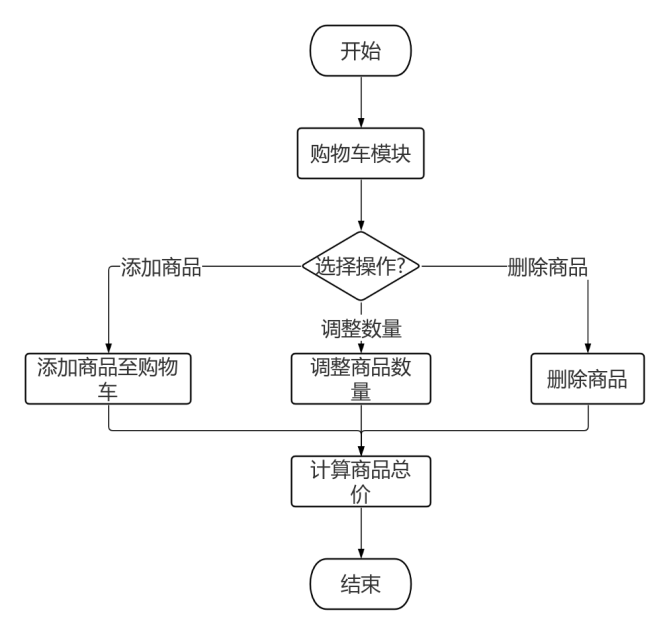 开始
购物车模块
选择操作?
添加商品
删除商品
调整数量
添加商品至购物
车
调整商品数
量
删除商品
计算商品总
价
结束